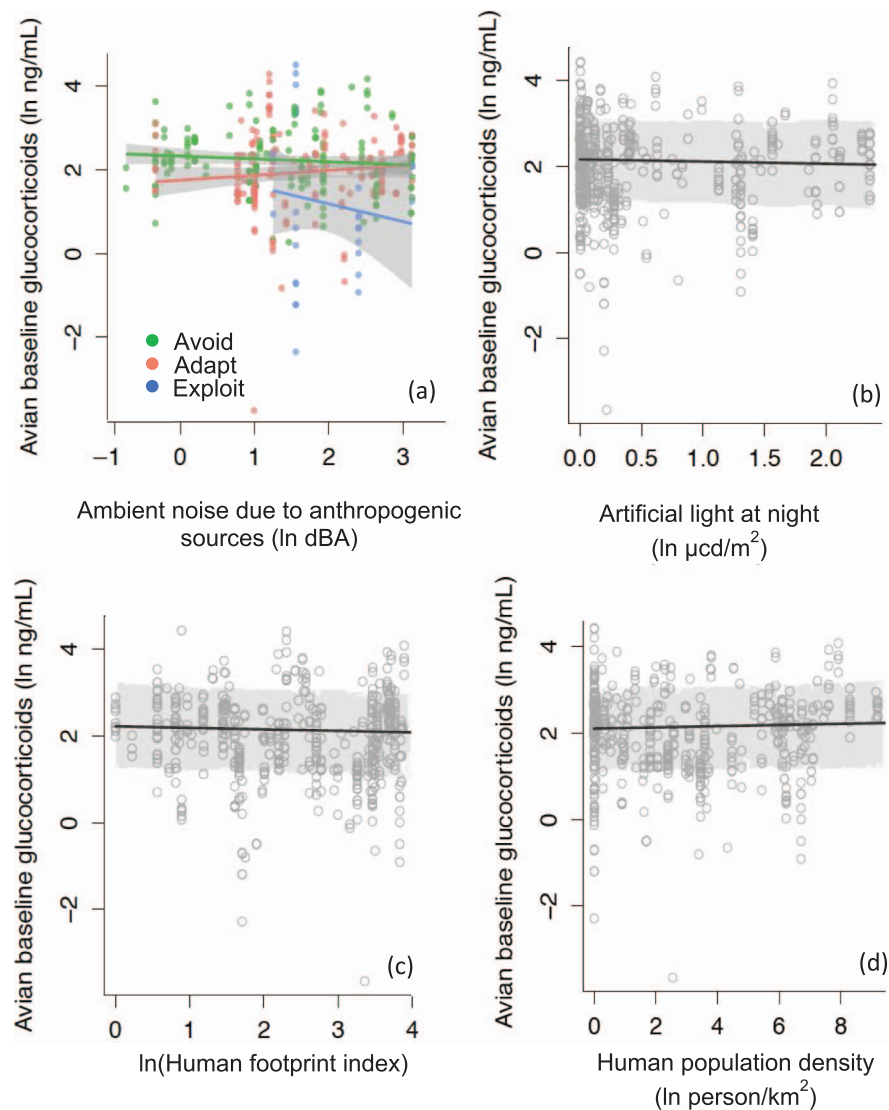 Avian baseline glucocorticoids (ln ng/mL)
4
2
0
−2
Avoid
Adapt
Exploit
(a)
−1 0 1 2 3
Ambient noise due to anthropogenic
sources (ln dBA)
Avian baseline glucocorticoids (ln ng/mL)
4
2
0
−2
(b)
0.0 0.5 1.0 1.5 2.0
Artificial light at night
(ln µcd/m²)
Avian baseline glucocorticoids (ln ng/mL)
4
2
0
−2
(c)
0 1 2 3 4
ln(Human footprint index)
Avian baseline glucocorticoids (ln ng/mL)
4
2
0
−2
(d)
0 2 4 6 8
Human population density
(ln person/km²)